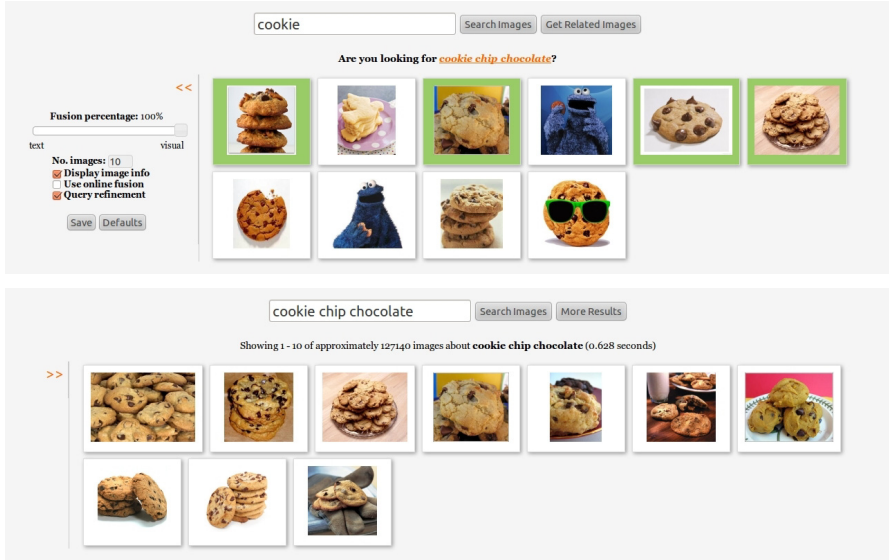 cookie Search Images Get Related Images
Are you looking for cookie chip chocolate?
<<
Fusion percentage: 100%
text visual
No. images: 10
Display image info
Use online fusion
Query refinement
Save Defaults
cookie chip chocolate Search Images More Results
Showing 1 - 10 of approximately 127140 images about cookie chip chocolate (0.628 seconds)
>>